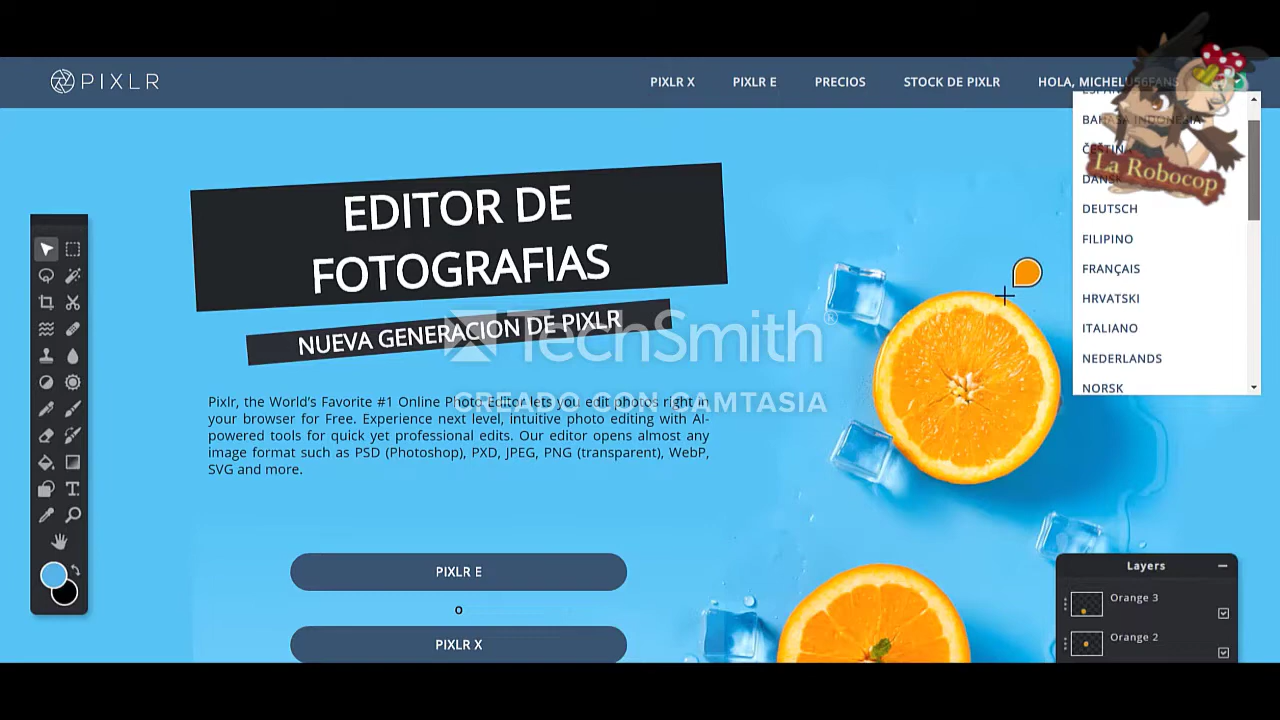 PIXLR
PIXLR X
PIXLR E
PRECIOS
STOCK DE PIXLR
HOLA, MICHELU56FANS
BAHASA INDONESIA
DEUTSCH
FILIPINO
FRANÇAIS
HRVATSKI
ITALIANO
NEDERLANDS
NORSK
La Robocop
EDITOR DE
FOTOGRAFIAS
NUEVA GENERACION DE PIXLR
TechSmith
CREADO CON CAMTASIA
Pixlr, the World's Favorite #1 Online Photo Editor lets you edit photos right in
your browser for Free. Experience next level, intuitive photo editing with AI-
powered tools for quick yet professional edits. Our editor opens almost any
image format such as PSD (Photoshop), PXD, JPEG, PNG (transparent), WebP,
SVG and more.
PIXLR E
O
PIXLR X
Layers
Orange 3
Orange 2